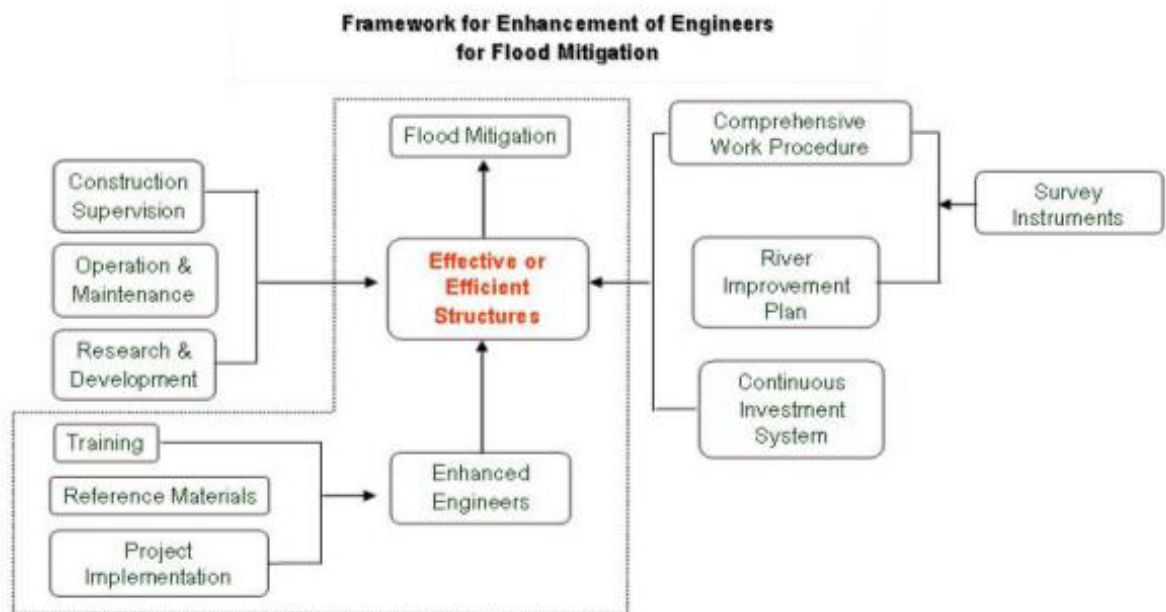 Framework for Enhancement of Engineers
for Flood Mitigation
Flood Mitigation
Comprehensive
Work Procedure
Construction
Supervision
Survey
Instruments
Operation &
Maintenance
Effective or
Efficient
Structures
River
Improvement
Plan
Research &
Development
Continuous
Investment
System
Training
Reference Materials
Enhanced
Engineers
Project
Implementation